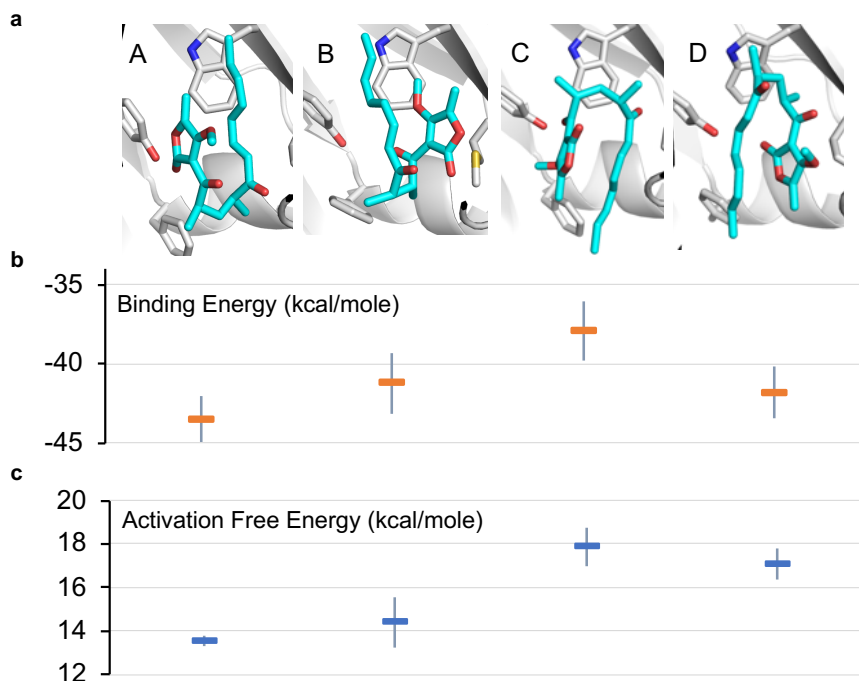 a
A B C D
b
Binding Energy (kcal/mole)
-35
-40
-45
c
Activation Free Energy (kcal/mole)
20
18
16
14
12